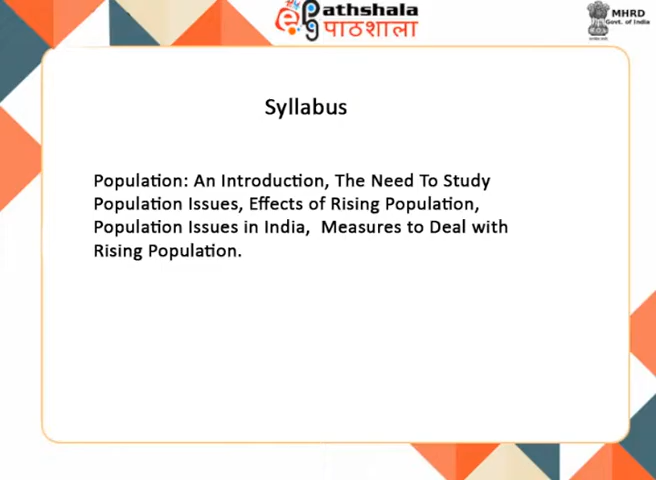 ePathshala
पाठशाला
MHRD
Govt. of India
Syllabus
Population: An Introduction, The Need To Study
Population Issues, Effects of Rising Population,
Population Issues in India,  Measures to Deal with
Rising Population.